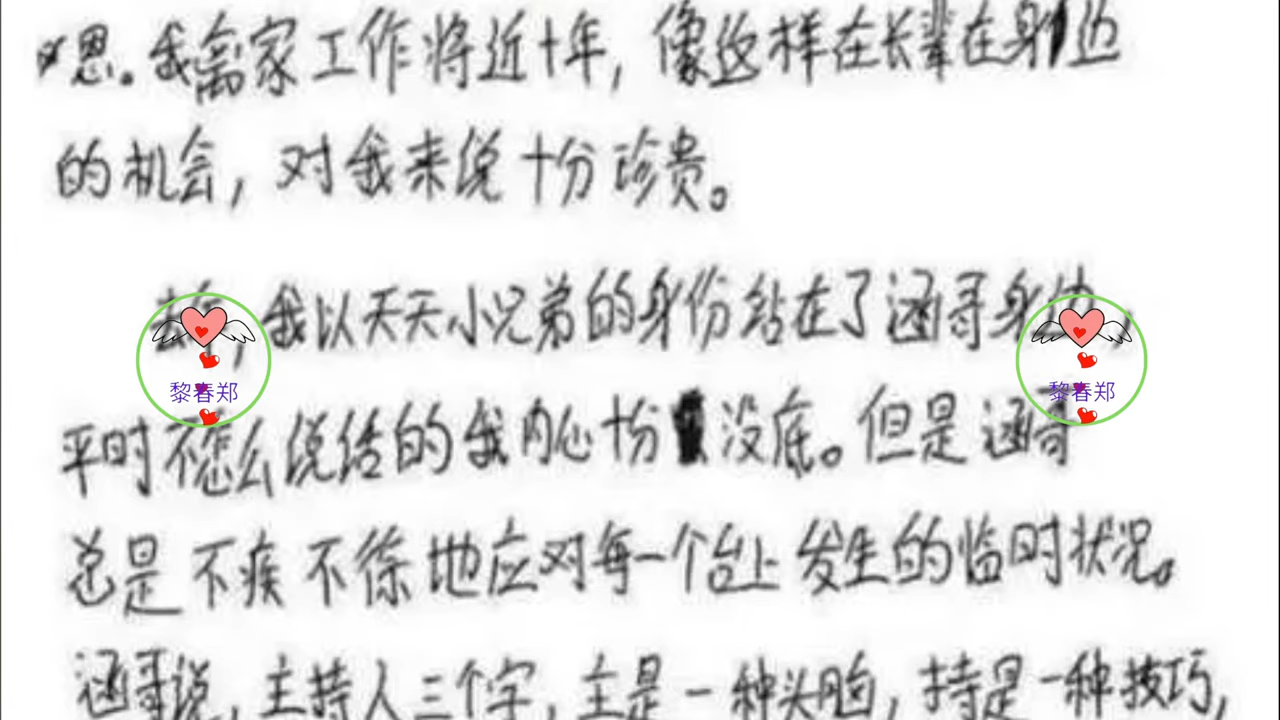 恩。我离家工作将近十年，像这样在长辈在身边
的机会，对我来说十分珍贵。
我以天天小兄弟的身份站在了涵哥身边，
平时不怎么说话的我内心十分没底。但是涵哥
总是不疾不徐地应对每一个台上发生的临时状况。
涵哥说，主持人三个字，主是一种头脑，持是一种技巧，
黎春郑
黎春郑